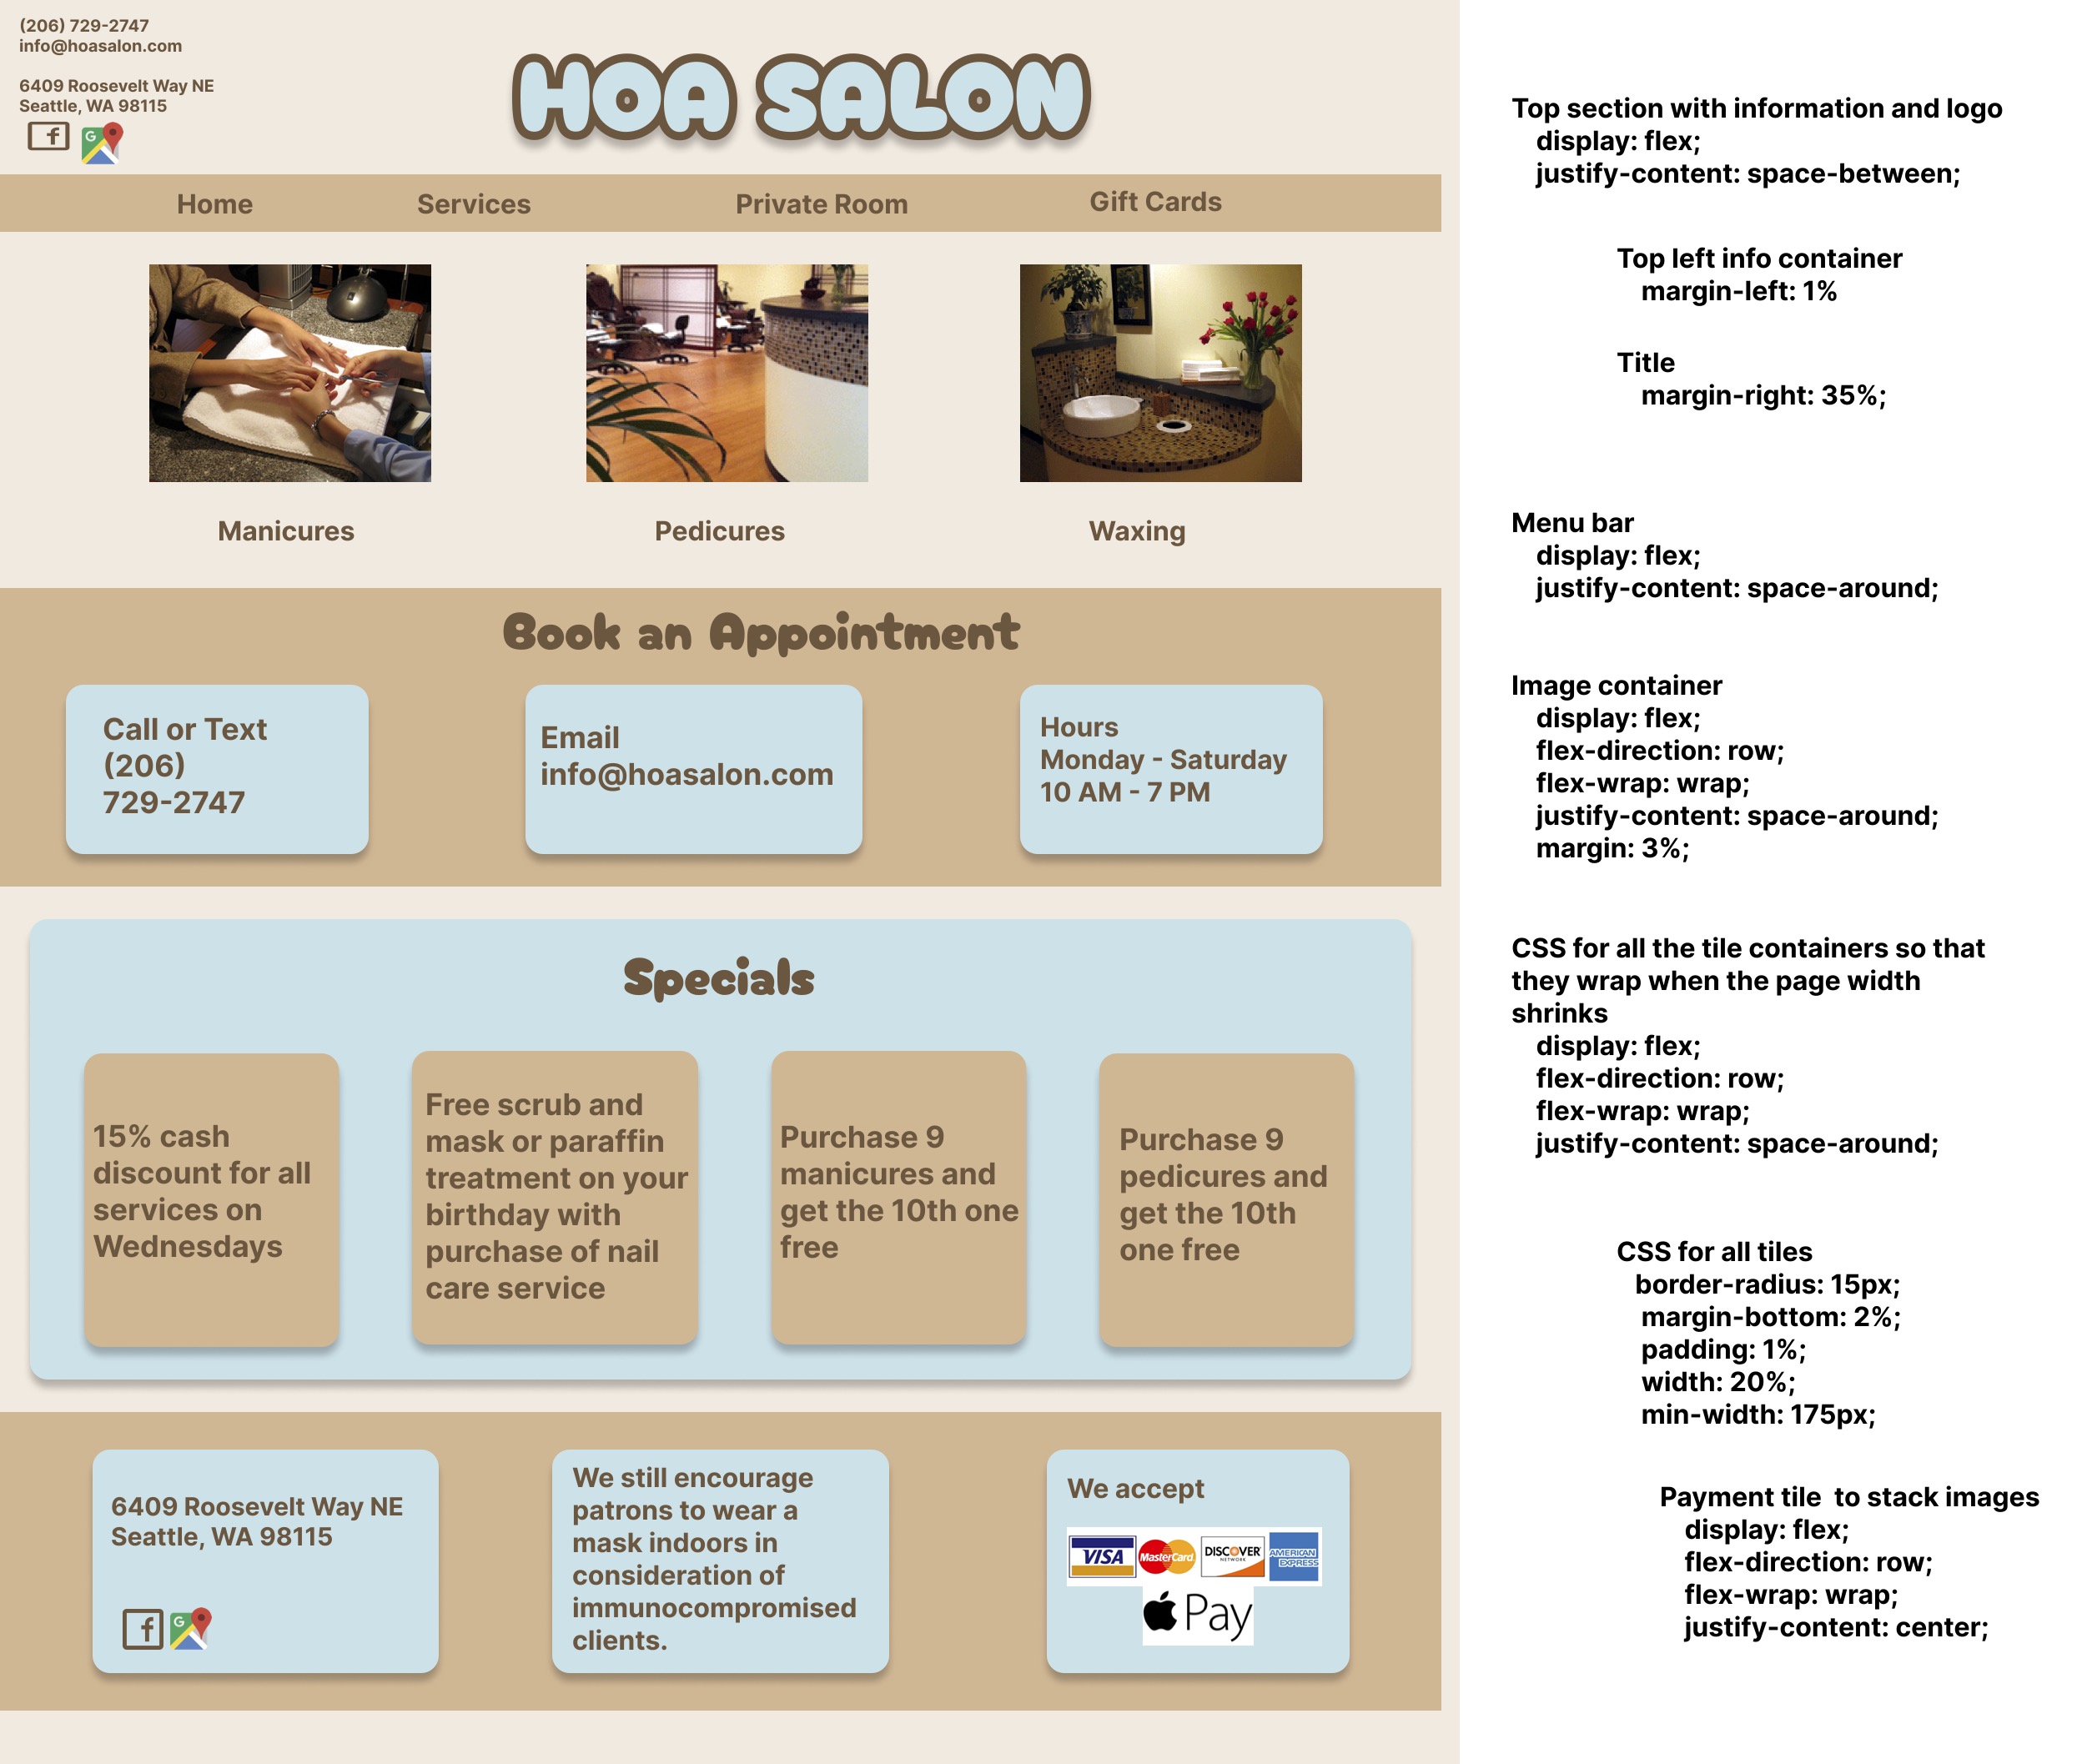 (206) 729-2747
info@hoasalon.com
6409 Roosevelt Way NE
Seattle, WA 98115
f
G
HOA SALON
Home
Services
Private Room
Gift Cards
Manicures
Pedicures
Waxing
Book an Appointment
Call or Text
(206)
729-2747
Email
info@hoasalon.com
Hours
Monday - Saturday
10 AM - 7 PM
Specials
15% cash
discount for all
services on
Wednesdays
Free scrub and
mask or paraffin
treatment on your
birthday with
purchase of nail
care service
Purchase 9
manicures and
get the 10th one
free
Purchase 9
pedicures and
get the 10th
one free
6409 Roosevelt Way NE
Seattle, WA 98115
f
G
We still encourage
patrons to wear a
mask indoors in
consideration of
immunocompromised
clients.
We accept
VISA
MasterCard
DISCOVER
NETWORK
AMERICAN
EXPRESS
Pay
Top section with information and logo
display: flex;
justify-content: space-between;
Top left info container
margin-left: 1%
Title
margin-right: 35%;
Menu bar
display: flex;
justify-content: space-around;
Image container
display: flex;
flex-direction: row;
flex-wrap: wrap;
justify-content: space-around;
margin: 3%;
CSS for all the tile containers so that
they wrap when the page width
shrinks
display: flex;
flex-direction: row;
flex-wrap: wrap;
justify-content: space-around;
CSS for all tiles
border-radius: 15px;
margin-bottom: 2%;
padding: 1%;
width: 20%;
min-width: 175px;
Payment tile  to stack images
display: flex;
flex-direction: row;
flex-wrap: wrap;
justify-content: center;